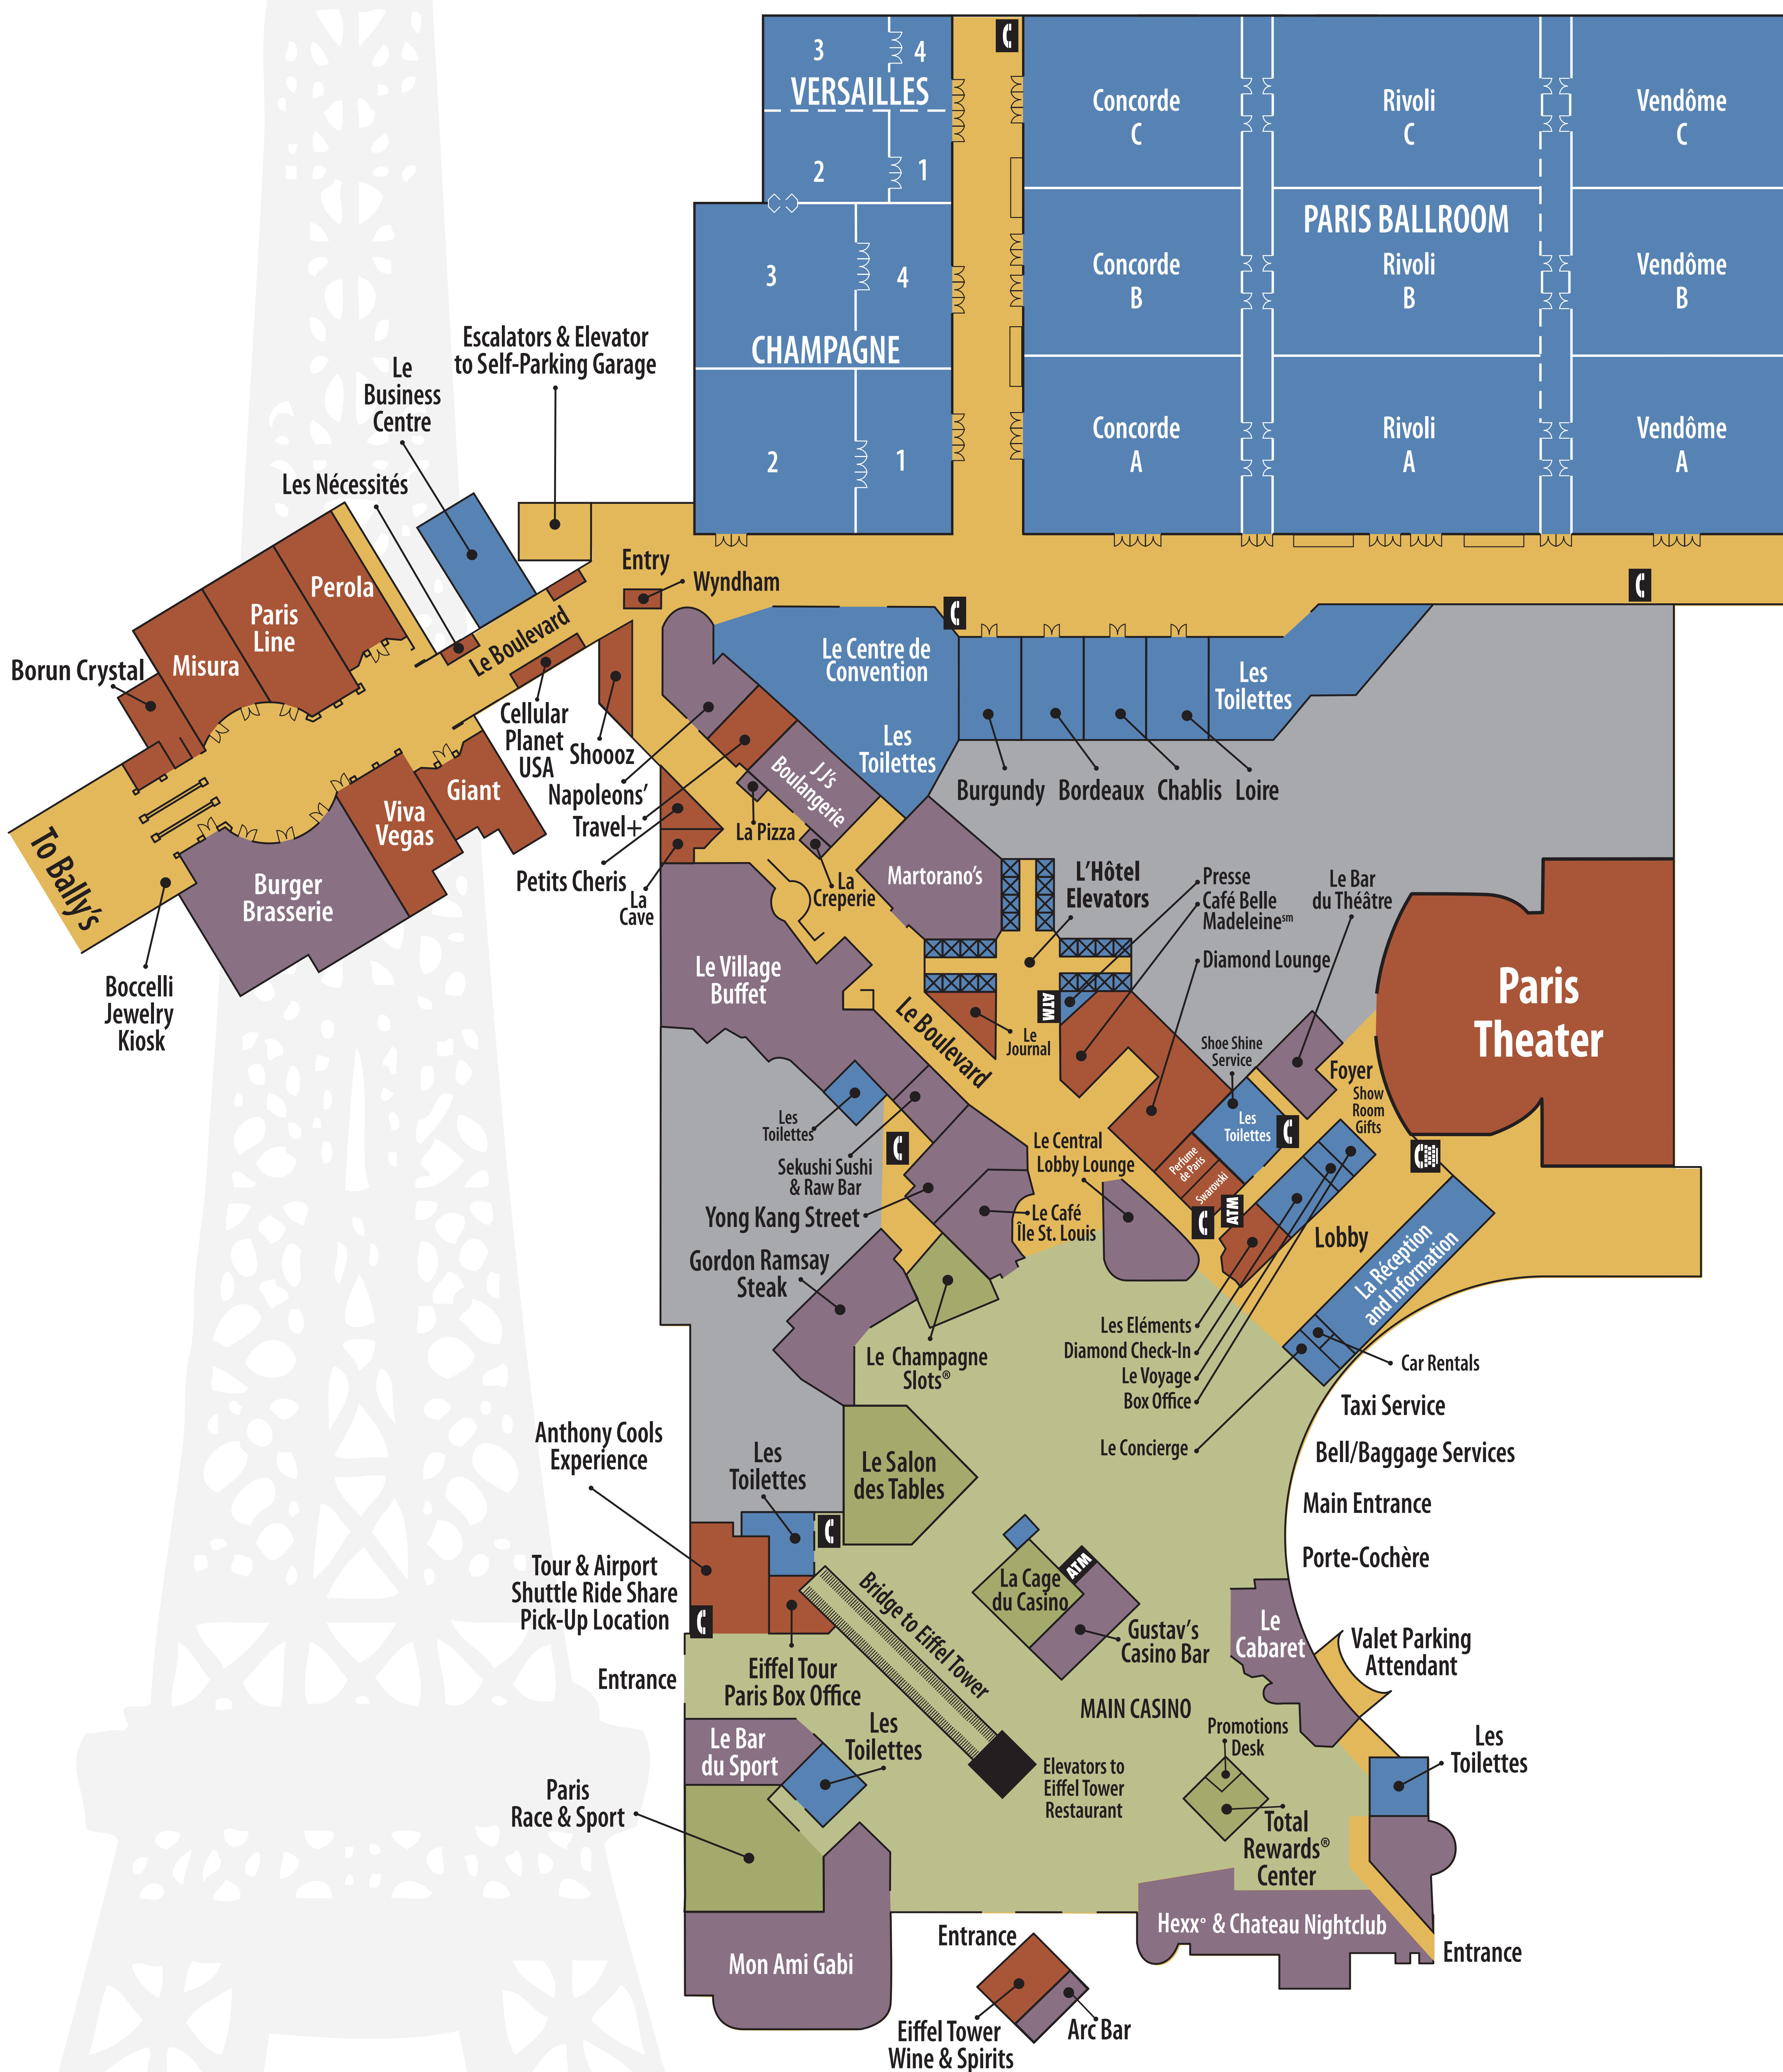 3
4
VERSAILLES
2
1
3
4
CHAMPAGNE
2
1
Concorde
C
Rivoli
C
Vendôme
C
PARIS BALLROOM
Concorde
B
Rivoli
B
Vendôme
B
Concorde
A
Rivoli
A
Vendôme
A
Escalators & Elevator
to Self-Parking Garage
Le
Business
Centre
Les Nécessités
Entry
Wyndham
Perola
Paris
Line
Misura
Borun Crystal
Le Boulevard
Cellular
Planet
USA
Shoooz
Napoleons'
Travel+
Petits Cheris
La
Cave
Giant
Viva
Vegas
Burger
Brasserie
To Bally's
Boccelli
Jewelry
Kiosk
Le Centre de
Convention
Les
Toilettes
Les
Toilettes
Burgundy
Bordeaux
Chablis
Loire
JJ's
Boulangerie
La Pizza
La
Creperie
Martorano's
L'Hôtel
Elevators
Presse
Café Belle
Madeleine℠
Diamond Lounge
Le Bar
du Théâtre
Paris
Theater
Le Village
Buffet
Le Boulevard
ATM
Le
Journal
Shoe Shine
Service
Foyer
Show
Room
Gifts
Les
Toilettes
Les
Toilettes
Sekushi Sushi
& Raw Bar
Yong Kang Street
Le Central
Lobby Lounge
Perfume
de Paris
Swarovski
ATM
Le Café
Île St. Louis
Lobby
La Réception
and Information
Gordon Ramsay
Steak
Le Champagne
Slots®
Les Eléments
Diamond Check-In
Le Voyage
Box Office
Le Concierge
Car Rentals
Taxi Service
Bell/Baggage Services
Main Entrance
Porte-Cochère
Anthony Cools
Experience
Les
Toilettes
Le Salon
des Tables
Tour & Airport
Shuttle Ride Share
Pick-Up Location
Bridge to Eiffel Tower
La Cage
du Casino
ATM
Gustav's
Casino Bar
Le
Cabaret
Valet Parking
Attendant
Entrance
Eiffel Tour
Paris Box Office
MAIN CASINO
Le Bar
du Sport
Les
Toilettes
Promotions
Desk
Les
Toilettes
Elevators to
Eiffel Tower
Restaurant
Paris
Race & Sport
Total
Rewards®
Center
Hexx° & Chateau Nightclub
Mon Ami Gabi
Entrance
Entrance
Eiffel Tower
Wine & Spirits
Arc Bar